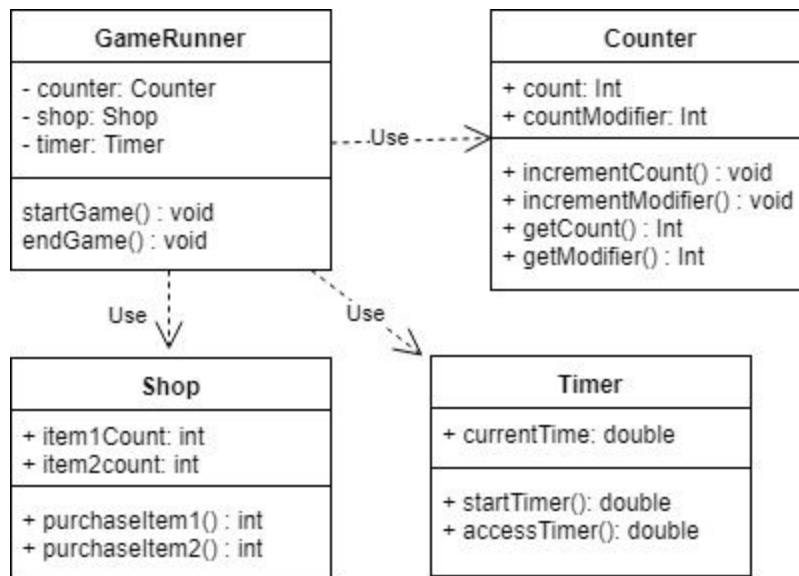 GameRunner
- counter: Counter
- shop: Shop
- timer: Timer
startGame() : void
endGame() : void
Use
Counter
+ count: Int
+ countModifier: Int
+ incrementCount() : void
+ incrementModifier() : void
+ getCount() : Int
+ getModifier() : Int
Use
Use
Shop
+ item1Count: int
+ item2count: int
+ purchaseItem1() : int
+ purchaseItem2() : int
Timer
+ currentTime: double
+ startTimer(): double
+ accessTimer(): double